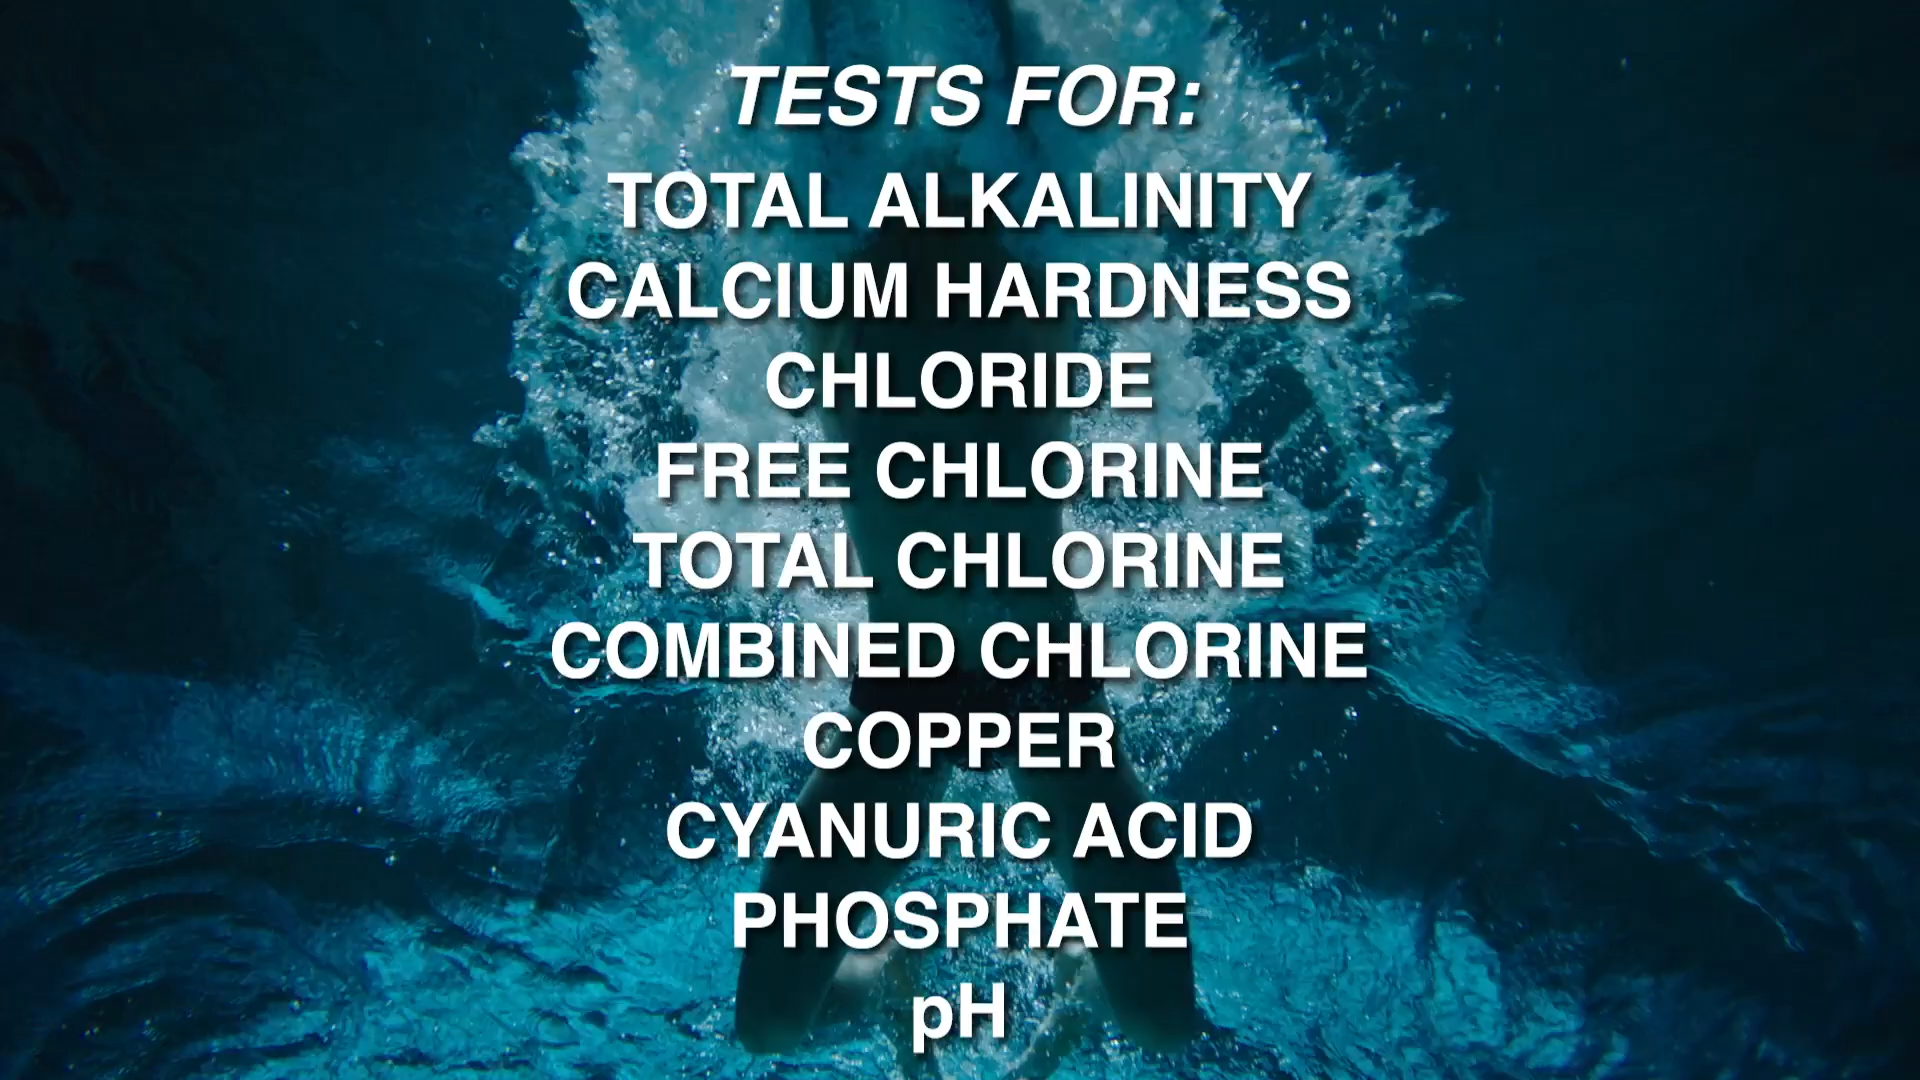 TESTS FOR:
TOTAL ALKALINITY
CALCIUM HARDNESS
CHLORIDE
FREE CHLORINE
TOTAL CHLORINE
COMBINED CHLORINE
COPPER
CYANURIC ACID
PHOSPHATE
pH